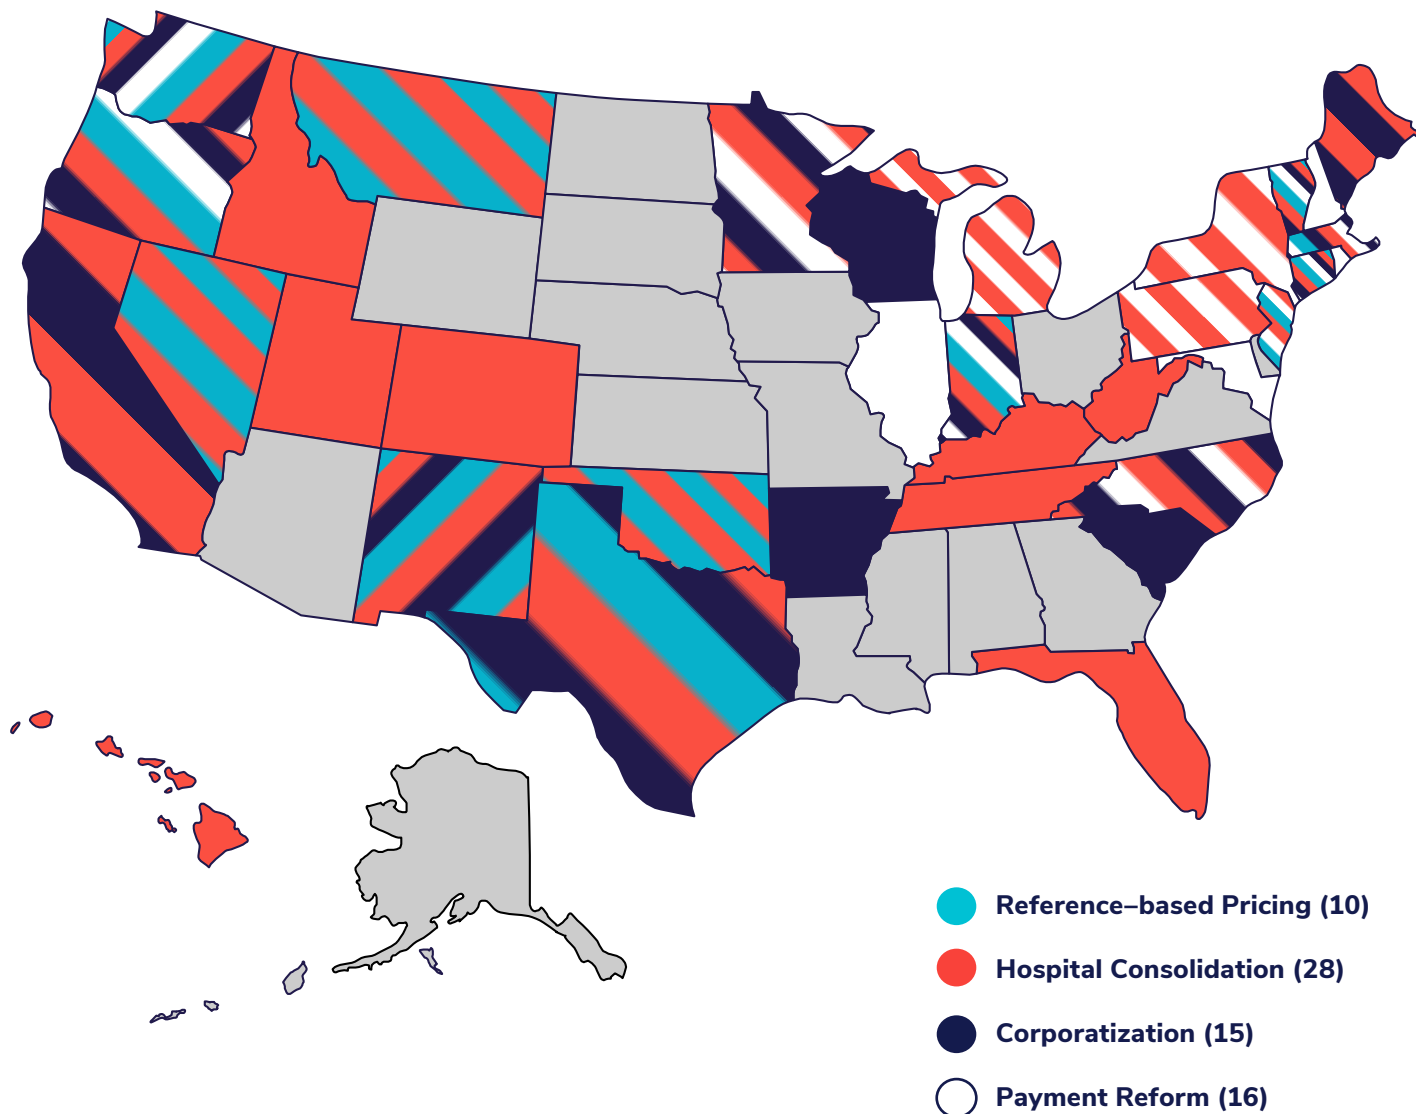 Reference–based Pricing (10)
Hospital Consolidation (28)
Corporatization (15)
Payment Reform (16)